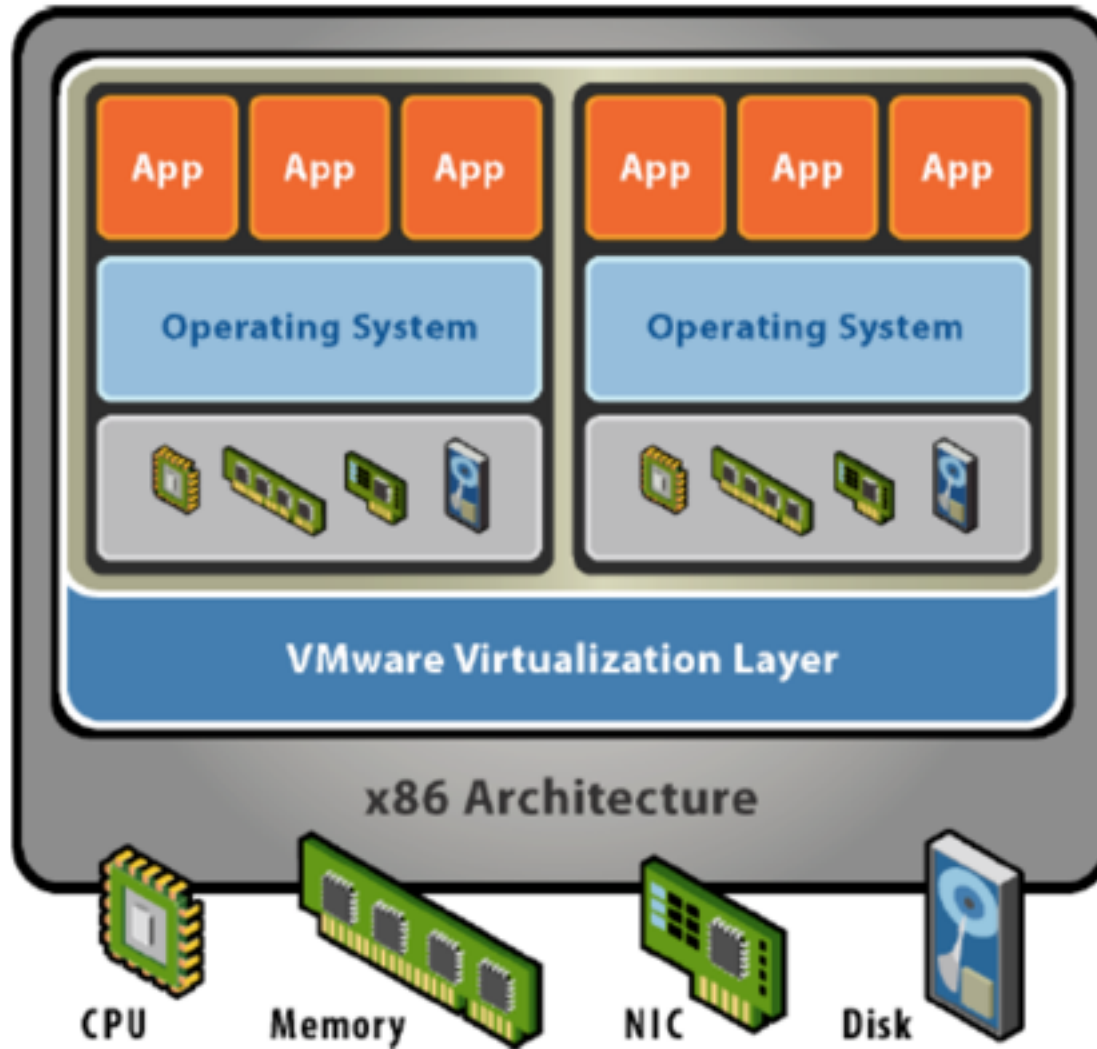 App App App App App App
Operating System Operating System
VMware Virtualization Layer
x86 Architecture
CPU Memory NIC Disk